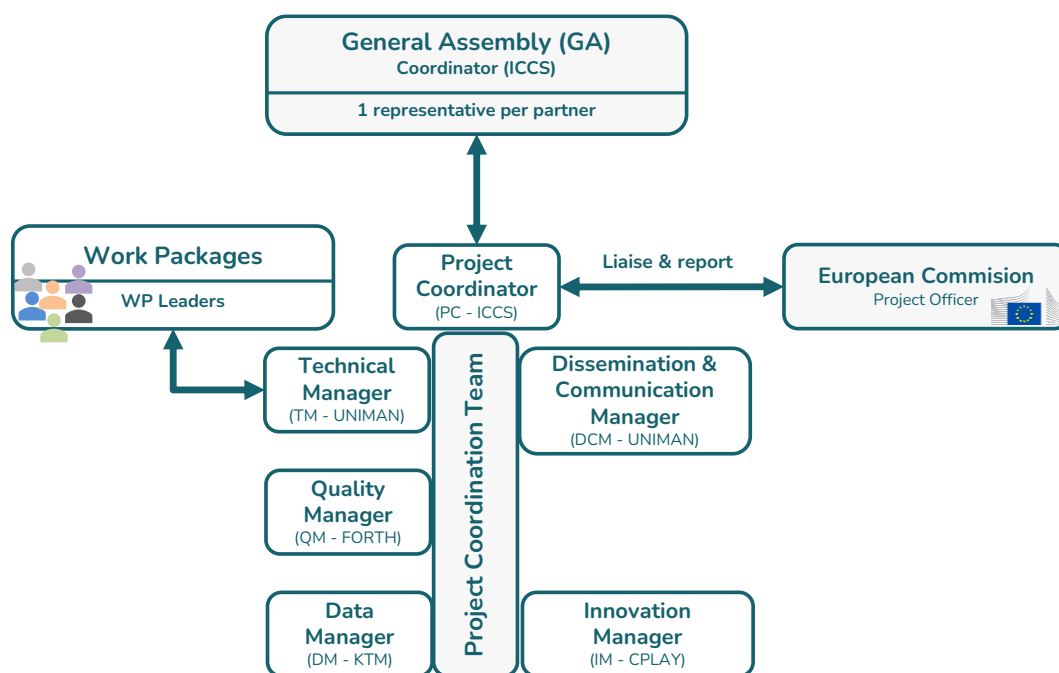 General Assembly (GA)
Coordinator (ICCS)
1 representative per partner
Work Packages
WP Leaders
Project
Coordinator
(PC - ICCS)
Liaise & report
European Commision
Project Officer
Technical
Manager
(TM - UNIMAN)
Dissemination &
Communication
Manager
(DCM - UNIMAN)
Project Coordination Team
Quality
Manager
(QM - FORTH)
Data
Manager
(DM - KTM)
Innovation
Manager
(IM - CPLAY)